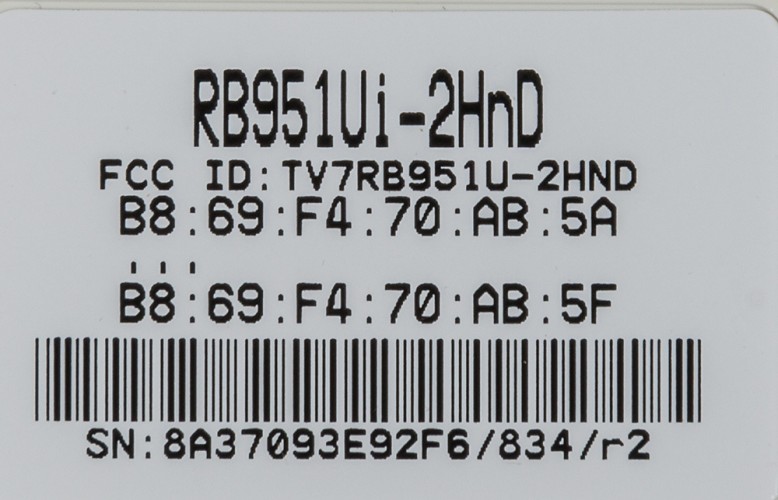 RB951Ui-2HnD
FCC ID:TV7RB951U-2HND
B8:69:F4:70:AB:5A
...
B8:69:F4:70:AB:5F
SN:8A37093E92F6/834/r2